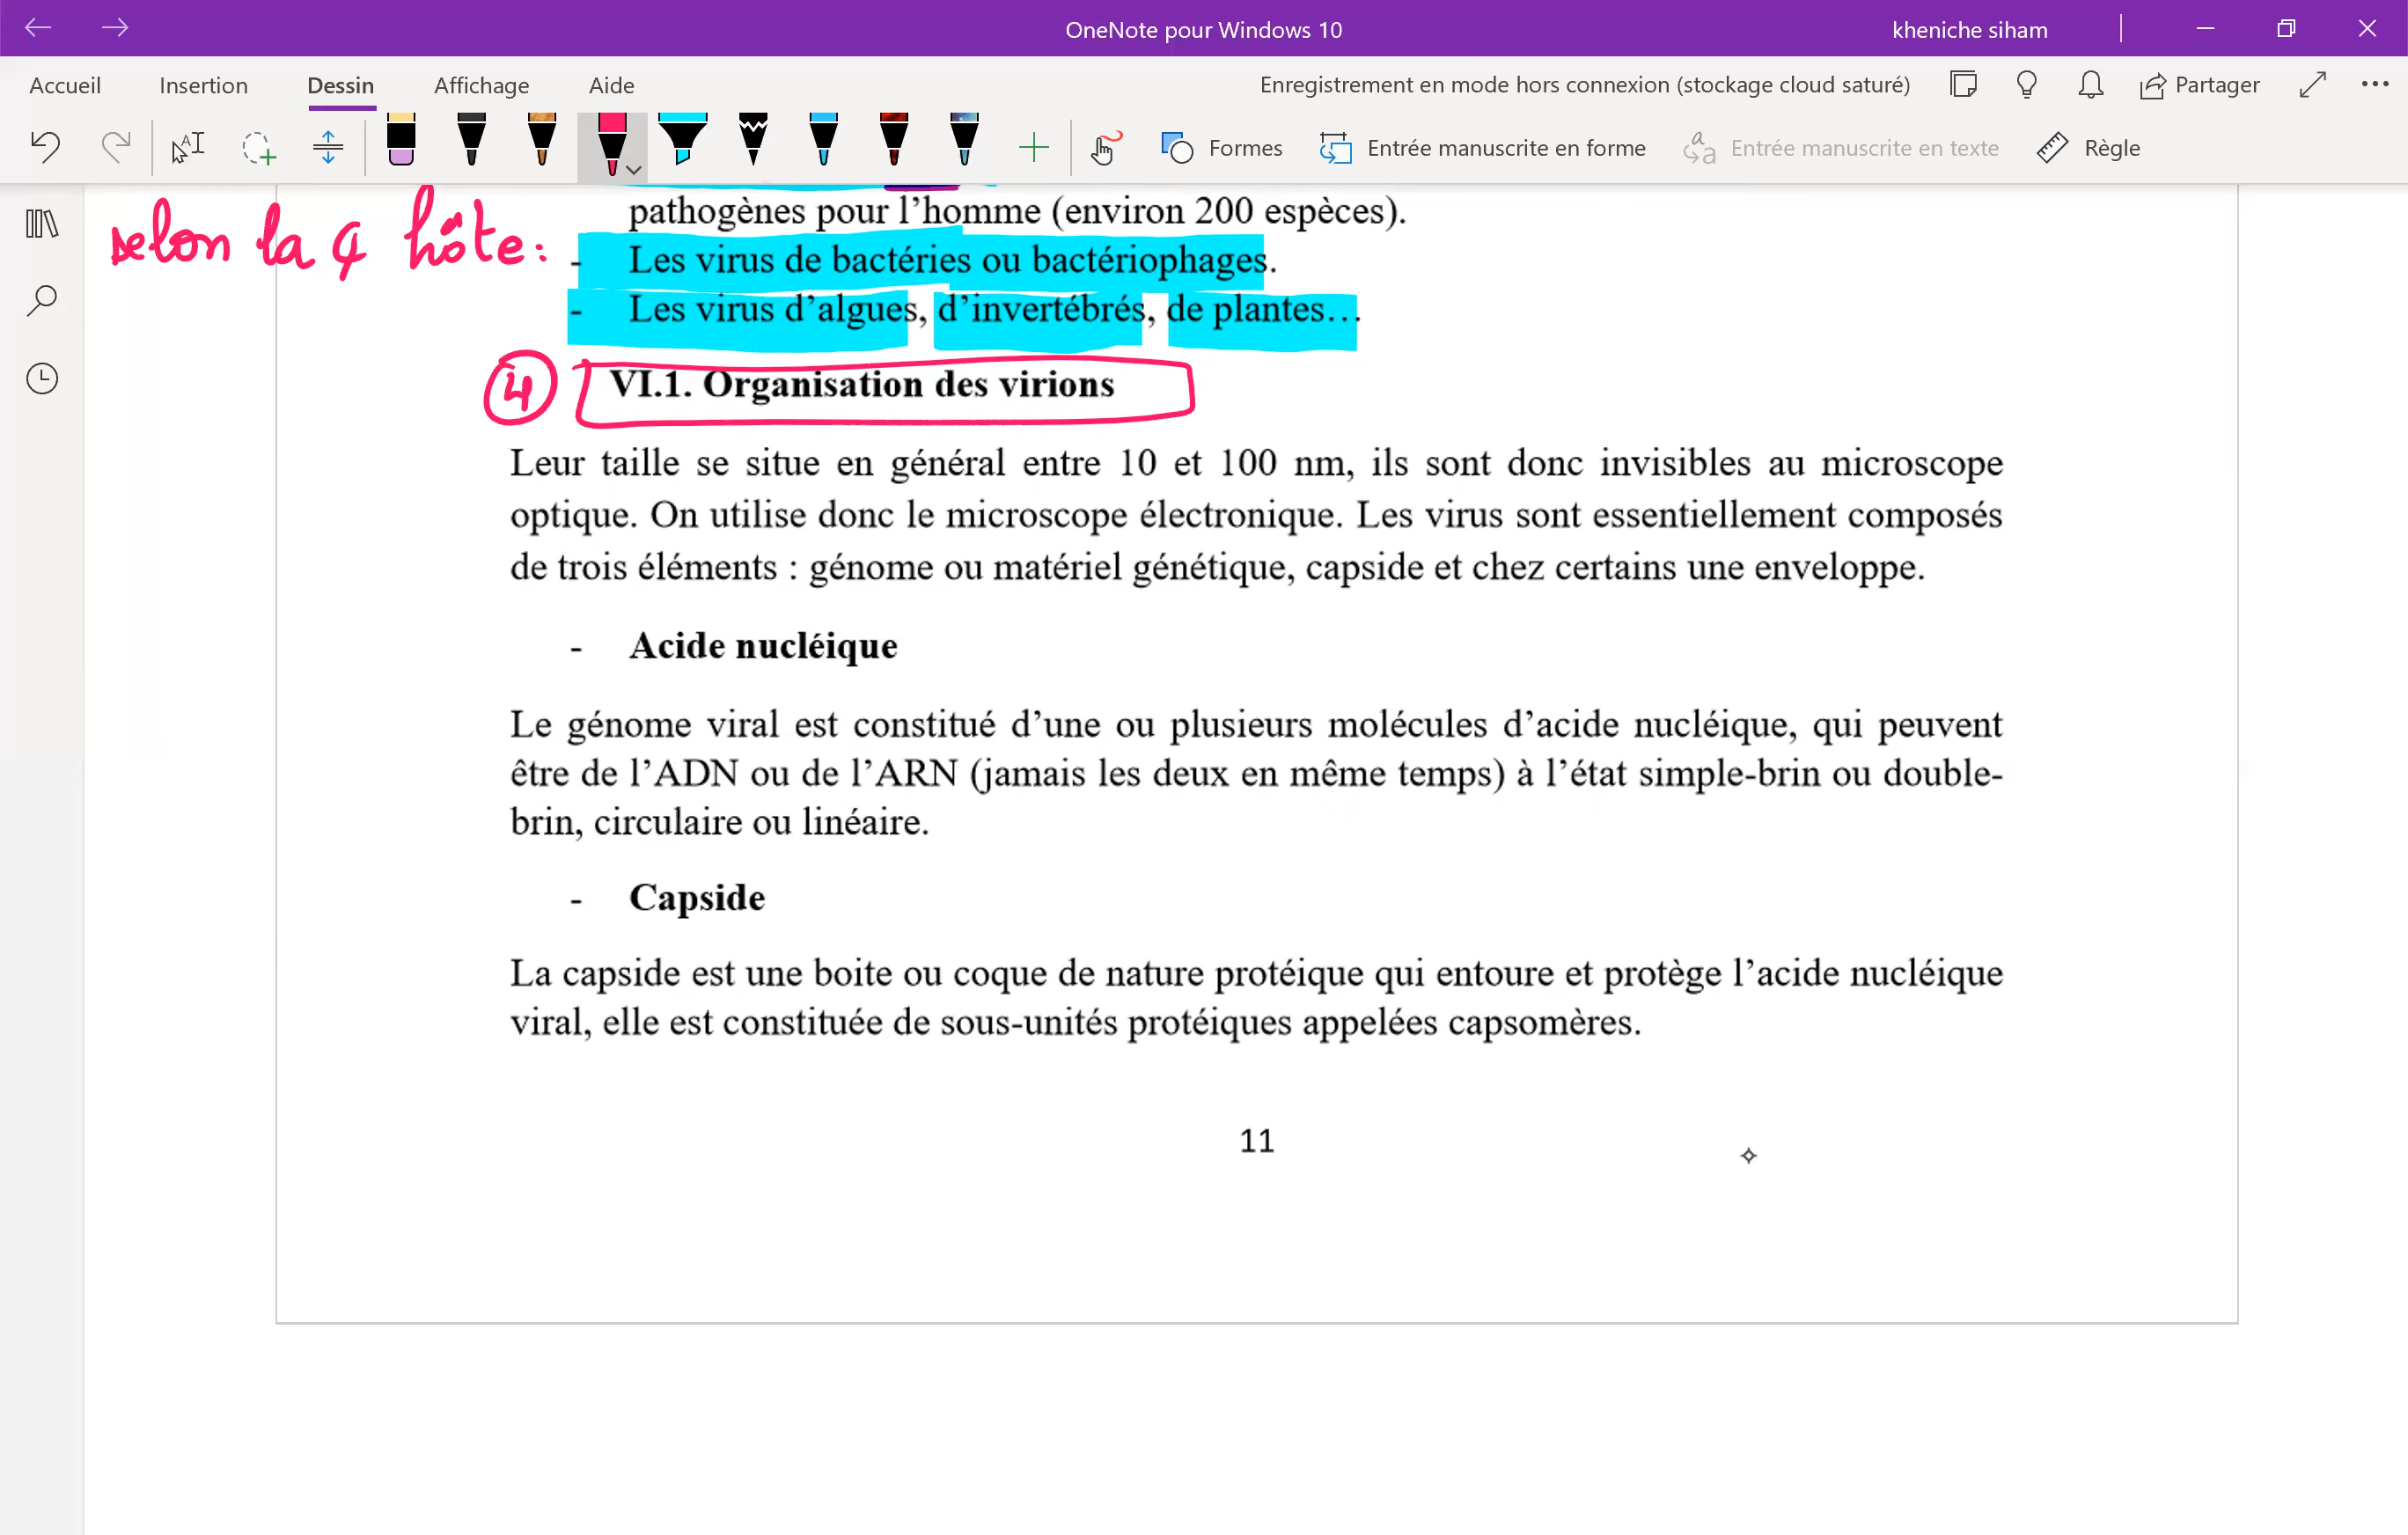 OneNote pour Windows 10
kheniche siham
Accueil
Insertion
Dessin
Affichage
Aide
Enregistrement en mode hors connexion (stockage cloud saturé)
Partager
Formes
Entrée manuscrite en forme
Entrée manuscrite en texte
Règle
pathogènes pour l’homme (environ 200 espèces).
selon la ¢ hôte :
- Les virus de bactéries ou bactériophages.
- Les virus d’algues, d’invertébrés, de plantes…
4
VI.1. Organisation des virions
Leur taille se situe en général entre 10 et 100 nm, ils sont donc invisibles au microscope
optique. On utilise donc le microscope électronique. Les virus sont essentiellement composés
de trois éléments : génome ou matériel génétique, capside et chez certains une enveloppe.
- Acide nucléique
Le génome viral est constitué d’une ou plusieurs molécules d’acide nucléique, qui peuvent
être de l’ADN ou de l’ARN (jamais les deux en même temps) à l’état simple-brin ou double-
brin, circulaire ou linéaire.
- Capside
La capside est une boite ou coque de nature protéique qui entoure et protège l’acide nucléique
viral, elle est constituée de sous-unités protéiques appelées capsomères.
11